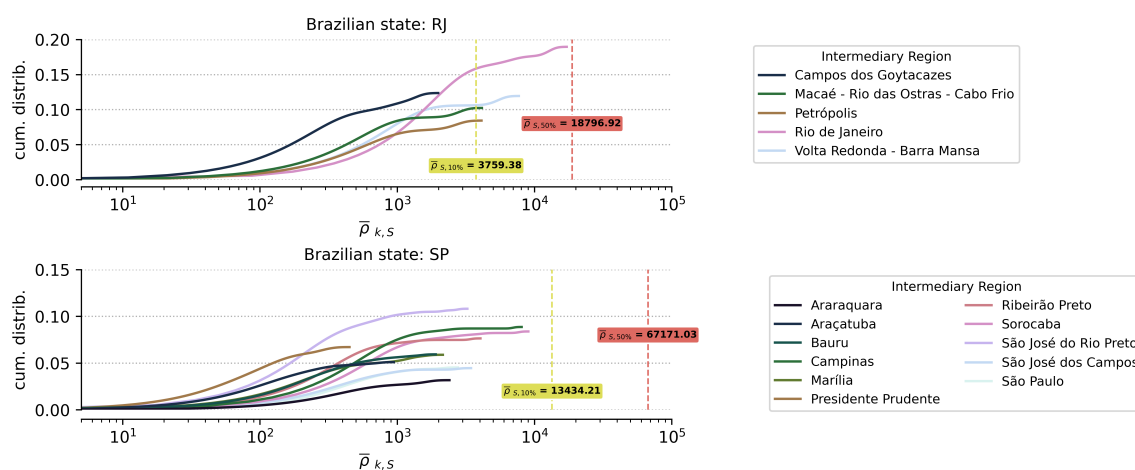 Brazilian state: RJ
cum. distrib.
0.20
0.15
0.10
0.05
0.00
ρ̅ S,50% = 18796.92
ρ̅ S,10% = 3759.38
10¹ 10² 10³ 10⁴ 10⁵
ρ̅ k,S
Intermediary Region
Campos dos Goytacazes
Macaé - Rio das Ostras - Cabo Frio
Petrópolis
Rio de Janeiro
Volta Redonda - Barra Mansa
Brazilian state: SP
cum. distrib.
0.15
0.10
0.05
0.00
ρ̅ S,50% = 67171.03
ρ̅ S,10% = 13434.21
10¹ 10² 10³ 10⁴ 10⁵
ρ̅ k,S
Intermediary Region
Araraquara
Araçatuba
Bauru
Campinas
Marília
Presidente Prudente
Ribeirão Preto
Sorocaba
São José do Rio Preto
São José dos Campos
São Paulo